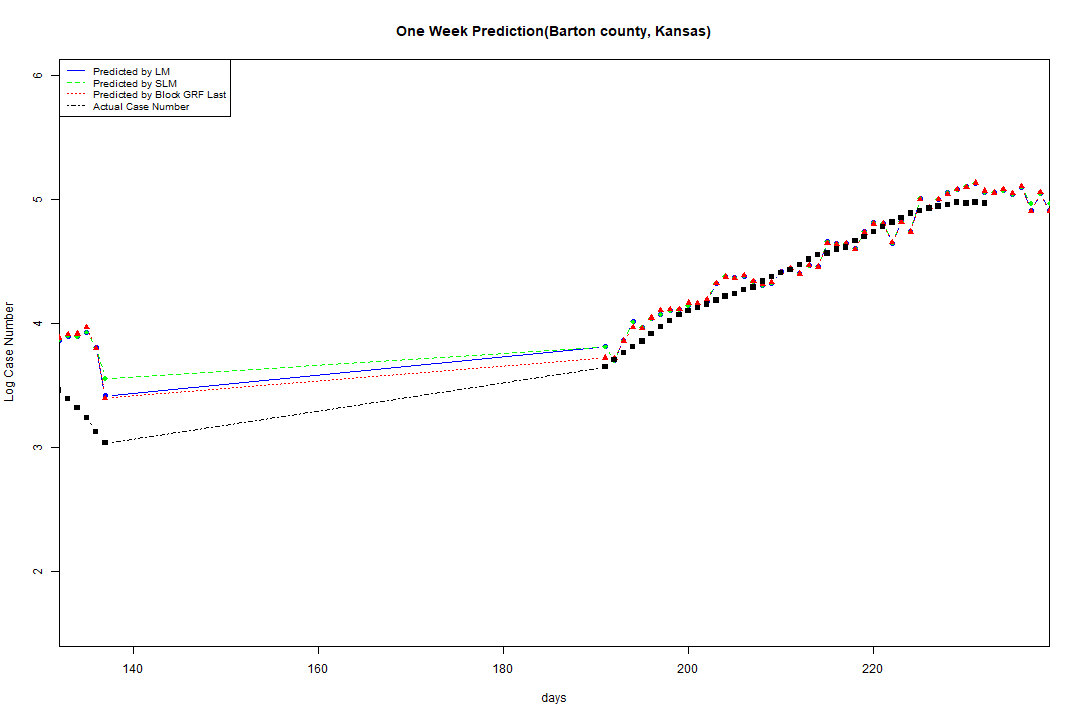 One Week Prediction(Barton county, Kansas)
Predicted by LM
Predicted by SLM
Predicted by Block GRF Last
Actual Case Number
6
5
4
3
2
Log Case Number
140 160 180 200 220
days